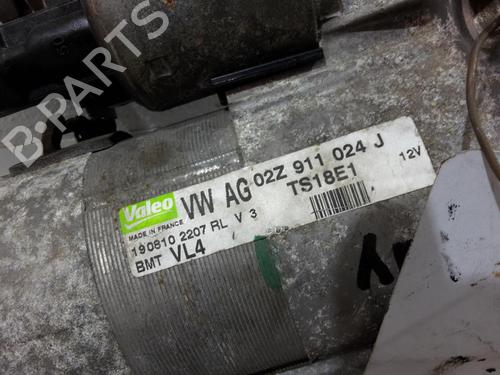 B-PARTS
Valeo VW AG 02Z 911 024 J
MADE IN FRANCE TS18E1 12V
190810 2207 RL V 3
BMT VL4